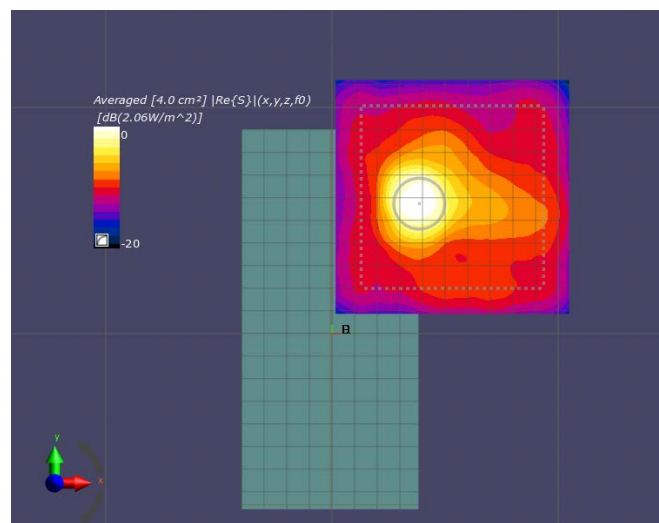 Averaged [4.0 cm²] |Re{S}|(x,y,z,f0)
[dB(2.06W/m^2)]
0
-20
y
x